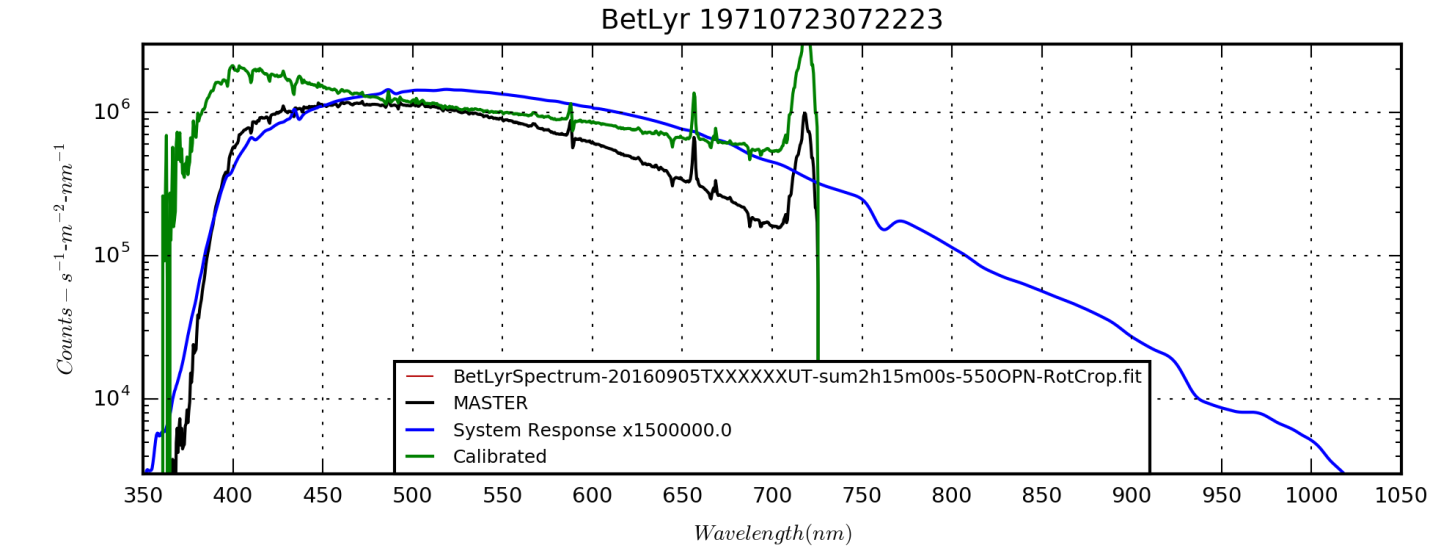 BetLyr 19710723072223
Counts − s⁻¹-m⁻²-nm⁻¹
10⁶
10⁵
10⁴
BetLyrSpectrum-20160905TXXXXXXUT-sum2h15m00s-550OPN-RotCrop.fit
MASTER
System Response x1500000.0
Calibrated
350 400 450 500 550 600 650 700 750 800 850 900 950 1000 1050
Wavelength(nm)